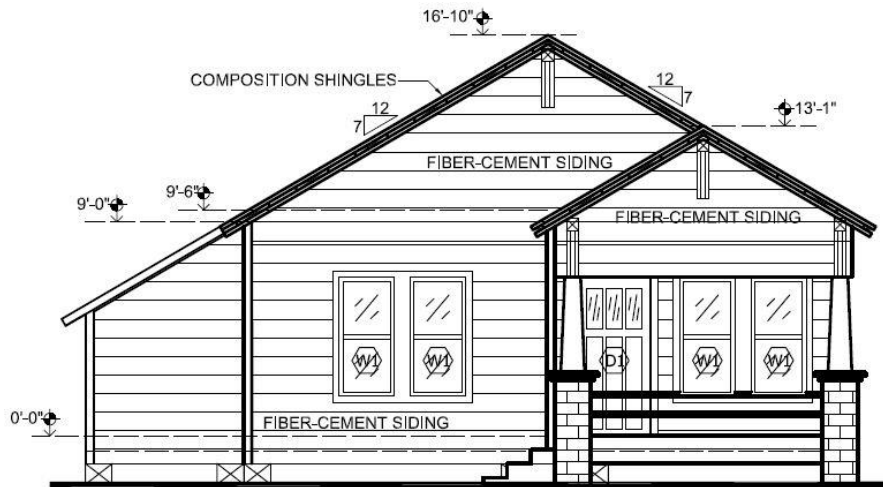 16'-10"
COMPOSITION SHINGLES
12
7
12
7
13'-1"
FIBER-CEMENT SIDING
9'-6"
9'-0"
FIBER-CEMENT SIDING
W1
W1
D1
W1
W1
0'-0"
FIBER-CEMENT SIDING